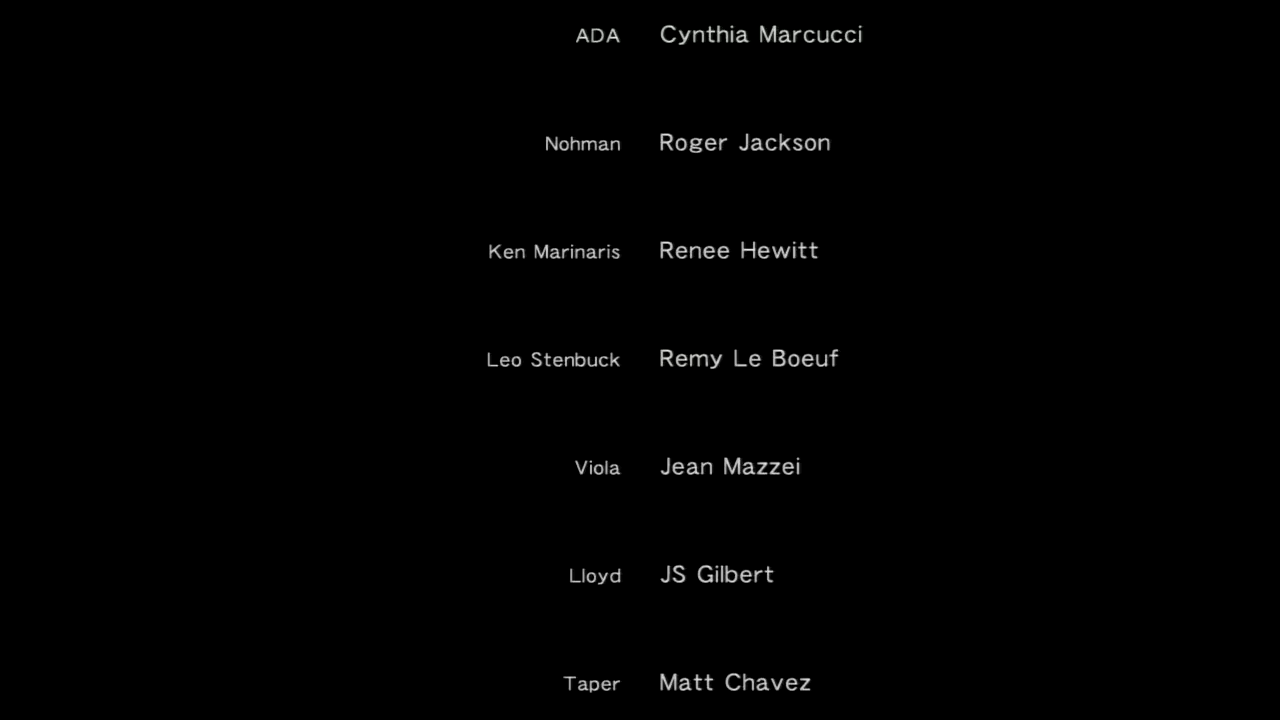 ADA Cynthia Marcucci
Nohman Roger Jackson
Ken Marinaris Renee Hewitt
Leo Stenbuck Remy Le Boeuf
Viola Jean Mazzei
Lloyd JS Gilbert
Taper Matt Chavez